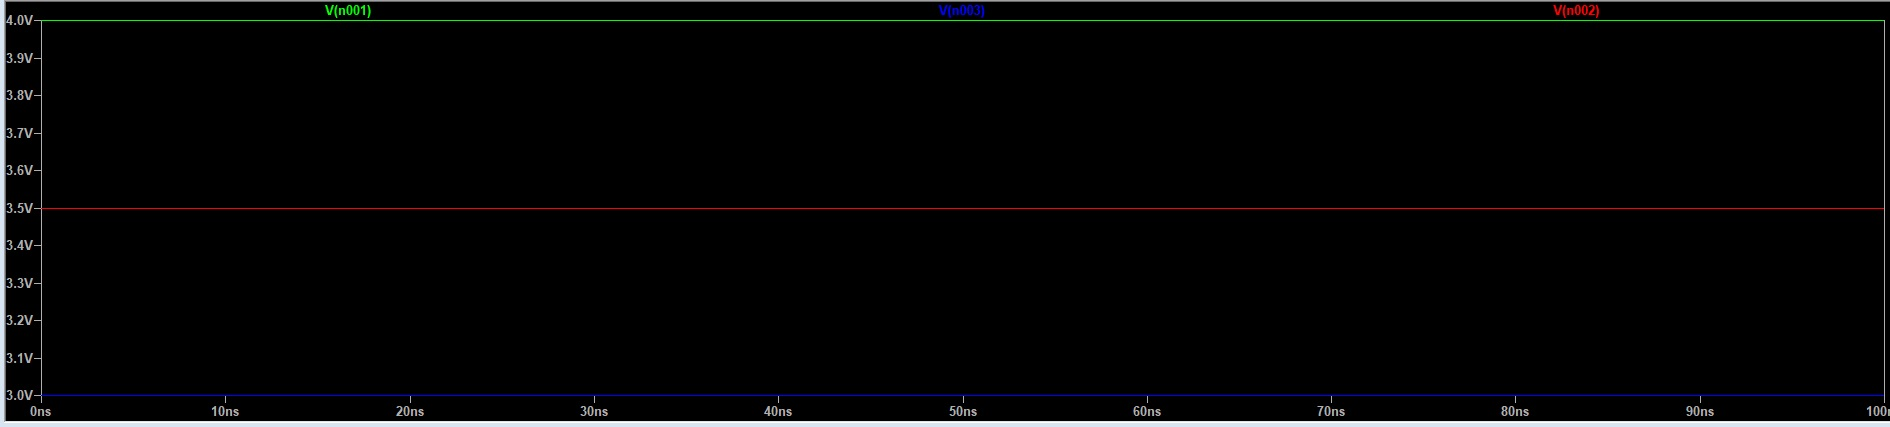 V(n001) V(n003) V(n002)
4.0V
3.9V
3.8V
3.7V
3.6V
3.5V
3.4V
3.3V
3.2V
3.1V
3.0V
0ns 10ns 20ns 30ns 40ns 50ns 60ns 70ns 80ns 90ns 100n